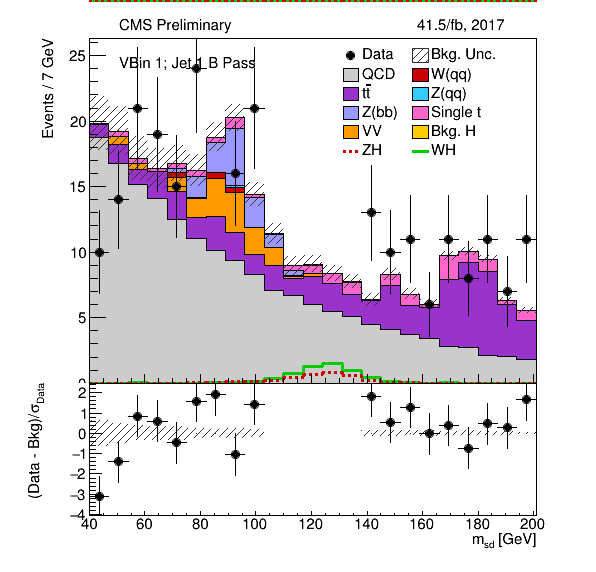 CMS Preliminary 41.5/fb, 2017
VBin 1; Jet 1 B Pass
Data Bkg. Unc.
QCD W(qq)
tt̄ Z(qq)
Z(bb) Single t
VV Bkg. H
ZH WH
Events / 7 GeV
25
20
15
10
5
0
(Data - Bkg)/σData
2
1
0
−1
−2
−3
−4
40 60 80 100 120 140 160 180 200
msd [GeV]